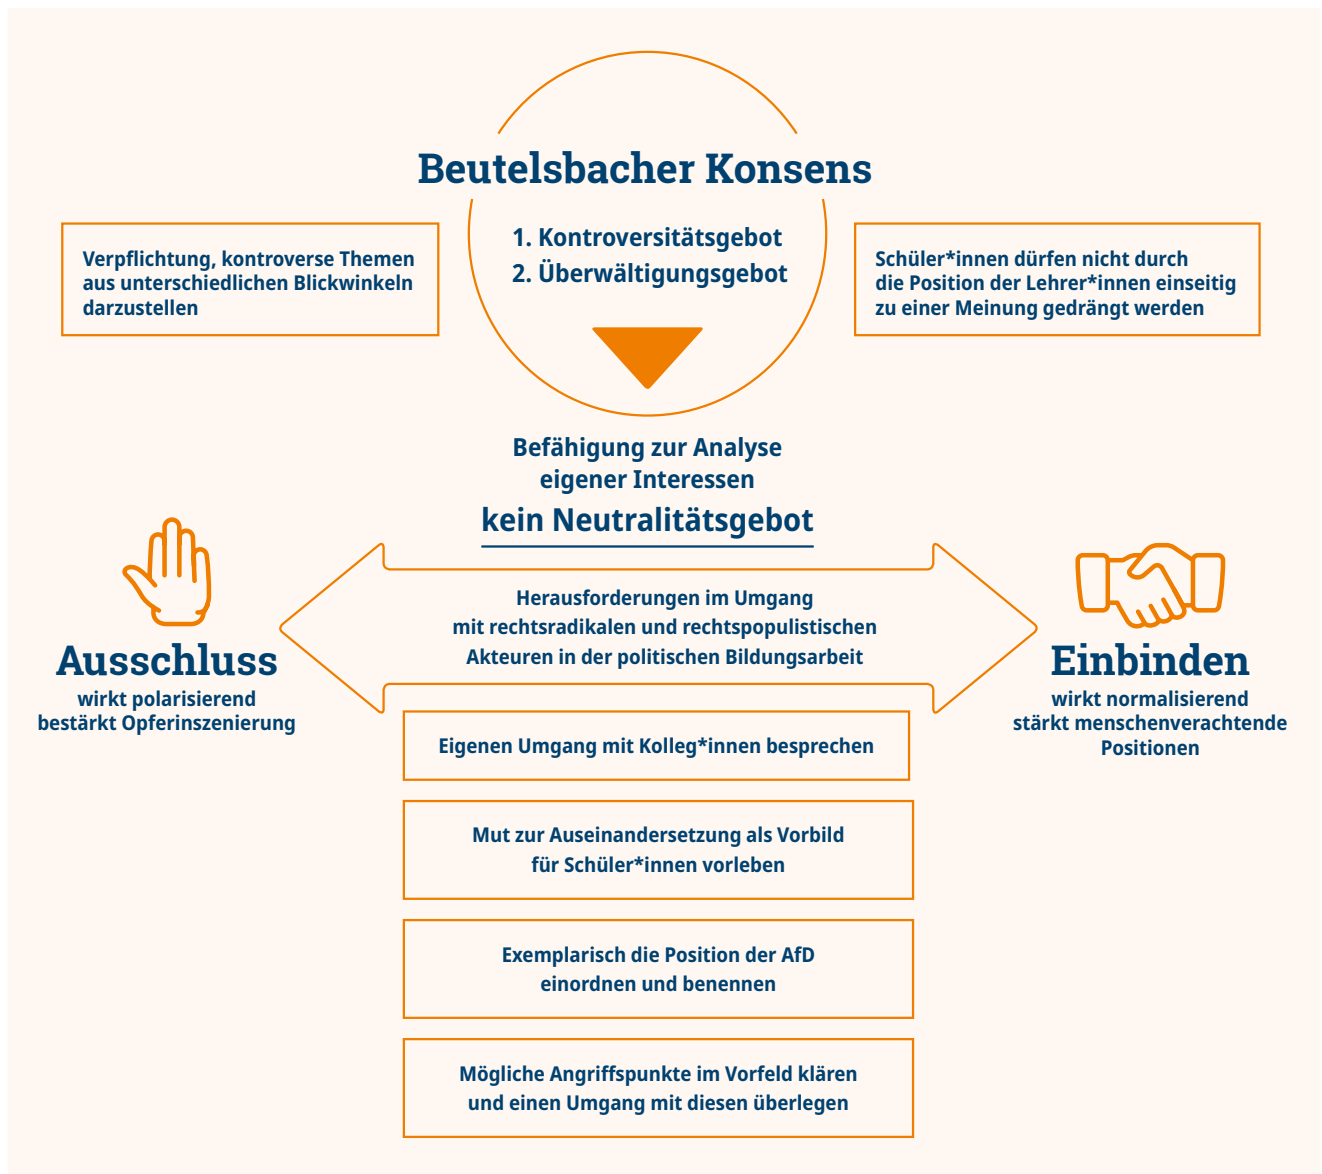 Beutelsbacher Konsens
1. Kontroversitätsgebot
2. Überwältigungsgebot
Verpflichtung, kontroverse Themen
aus unterschiedlichen Blickwinkeln
darzustellen
Schüler*innen dürfen nicht durch
die Position der Lehrer*innen einseitig
zu einer Meinung gedrängt werden
Befähigung zur Analyse
eigener Interessen
kein Neutralitätsgebot
Herausforderungen im Umgang
mit rechtsradikalen und rechtspopulistischen
Akteuren in der politischen Bildungsarbeit
Ausschluss
wirkt polarisierend
bestärkt Opferinszenierung
Einbinden
wirkt normalisierend
stärkt menschenverachtende
Positionen
Eigenen Umgang mit Kolleg*innen besprechen
Mut zur Auseinandersetzung als Vorbild
für Schüler*innen vorleben
Exemplarisch die Position der AfD
einordnen und benennen
Mögliche Angriffspunkte im Vorfeld klären
und einen Umgang mit diesen überlegen